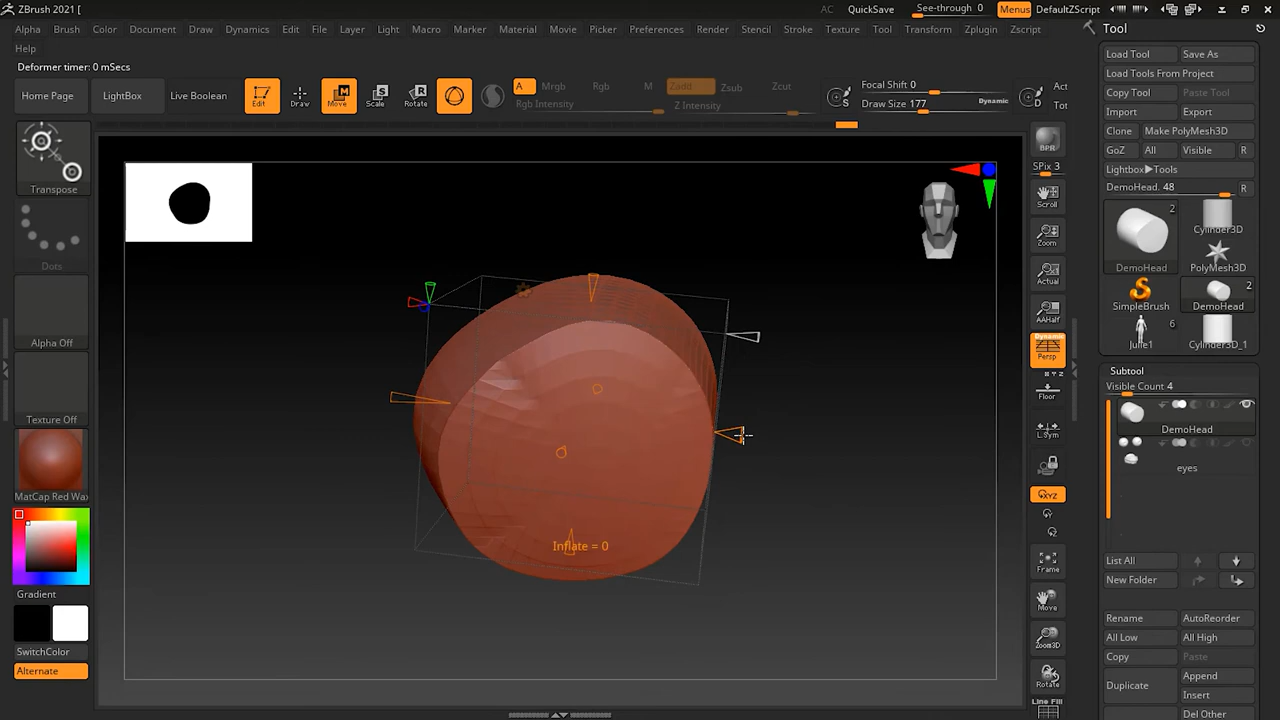 ZBrush 2021 [
AC QuickSave See-through 0 Menus DefaultZScript
Alpha Brush Color Document Draw Dynamics Edit File Layer Light Macro Marker Material Movie Picker Preferences Render Stencil Stroke Texture Tool Transform Zplugin Zscript
Help
Deformer timer: 0 mSecs
Home Page LightBox Live Boolean Edit Draw Move Scale Rotate
A Mrgb Rgb M Zadd Zsub Zcut
Rgb Intensity Z Intensity
Focal Shift 0
Draw Size 177 Dynamic
S D
Act
Tot
Transpose
Dots
Alpha Off
Texture Off
MatCap Red Wax
Gradient
SwitchColor
Alternate
Inflate = 0
BPR
SPix 3
Scroll
Zoom
Actual
AAHalf
Dynamic
Persp
X Y Z
Floor
L.Sym
XYZ
Y
Z
Frame
Move
Zoom3D
Rotate
Line Fill
Tool
Load Tool Save As
Load Tools From Project
Copy Tool Paste Tool
Import Export
Clone Make PolyMesh3D
GoZ All Visible R
Lightbox▶Tools
DemoHead. 48 R
2
DemoHead Cylinder3D
PolyMesh3D
2
SimpleBrush DemoHead
6
Julie1 Cylinder3D_1
Subtool
Visible Count 4
DemoHead
eyes
List All
New Folder
Rename AutoReorder
All Low All High
Copy Paste
Duplicate Append
Insert
Del Other